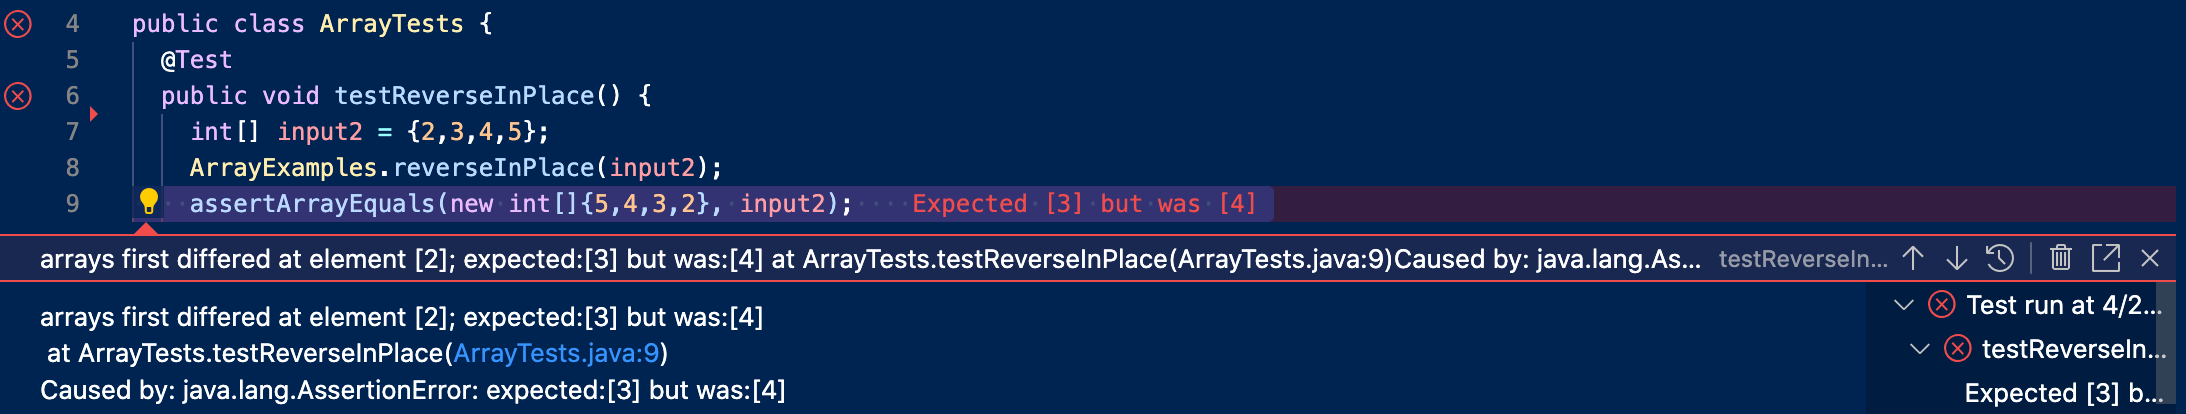 4 public class ArrayTests {
5 @Test
6 public void testReverseInPlace() {
7 int[] input2 = {2,3,4,5};
8 ArrayExamples.reverseInPlace(input2);
9 assertArrayEquals(new int[]{5,4,3,2}, input2); Expected [3] but was [4]
arrays first differed at element [2]; expected:[3] but was:[4] at ArrayTests.testReverseInPlace(ArrayTests.java:9)Caused by: java.lang.As... testReverseIn...
arrays first differed at element [2]; expected:[3] but was:[4]
at ArrayTests.testReverseInPlace(ArrayTests.java:9)
Caused by: java.lang.AssertionError: expected:[3] but was:[4]
Test run at 4/2...
testReverseIn...
Expected [3] b...